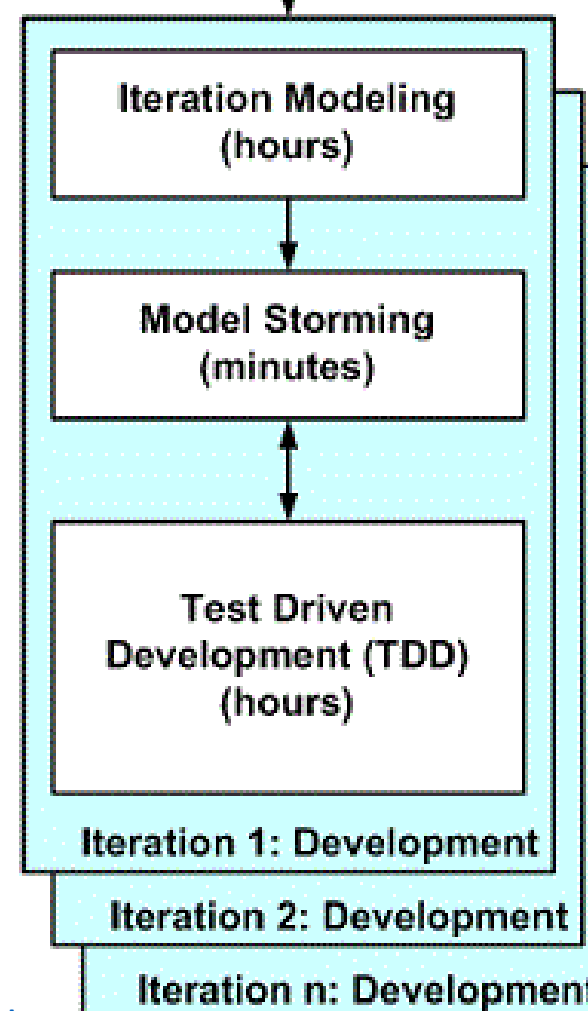 Iteration Modeling
(hours)
Model Storming
(minutes)
Test Driven
Development (TDD)
(hours)
Iteration 1: Development
Iteration 2: Development
Iteration n: Development